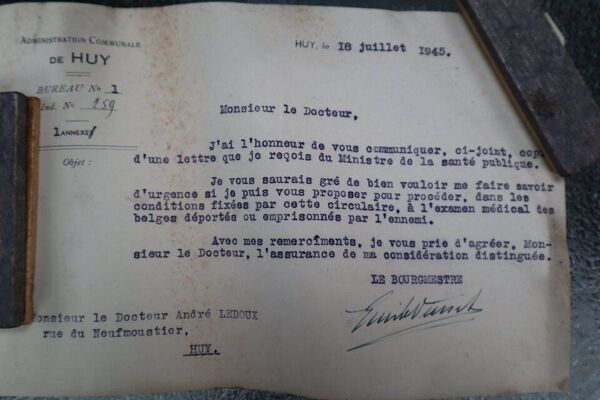 ADMINISTRATION COMMUNALE
DE HUY
BUREAU No 1
Ind. No 259
1 ANNEXE
Objet :
HUY, le 18 juillet 1945.
Monsieur le Docteur,
J'ai l'honneur de vous communiquer, ci-joint, cop
d'une lettre que je reçois du Ministre de la santé publique.
Je vous saurais gré de bien vouloir me faire savoir
d'urgence si je puis vous proposer pour procéder, dans les
conditions fixées par cette circulaire, à l'examen médical des
belges déportés ou emprisonnés par l'ennemi.
Avec mes remercîments, je vous prie d'agréer, Mon-
sieur le Docteur, l'assurance de ma considération distinguée.
LE BOURGMESTRE
onsieur le Docteur André LEDOUX
rue du Neufmoustier,
HUY.